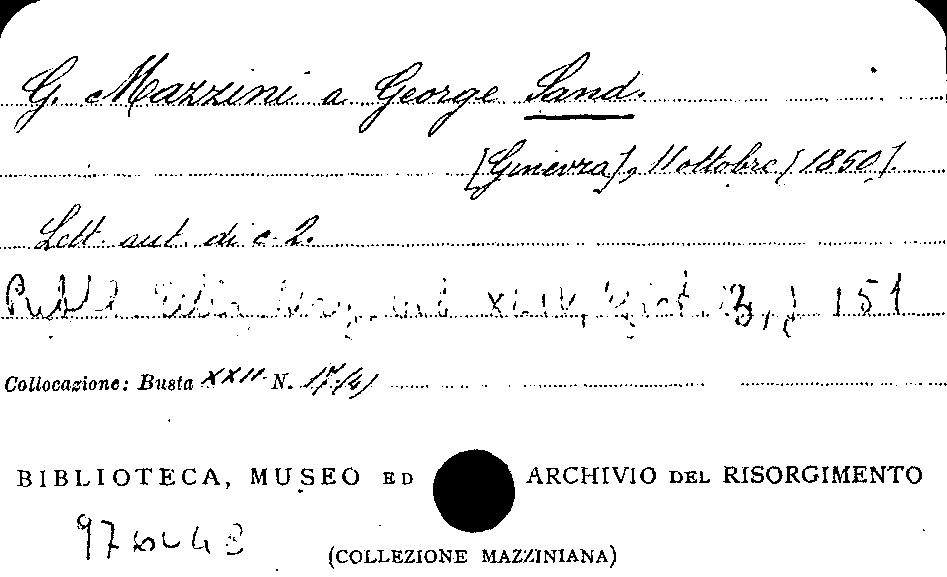 G. Mazzini a George Sand.
[Ginevra], 11 ottobre [1850].
Lett. aut. di c. 2.
XLIV, 151
Collocazione: Busta XXII N. 17(4)
BIBLIOTECA, MUSEO ED ARCHIVIO DEL RISORGIMENTO
(COLLEZIONE MAZZINIANA)